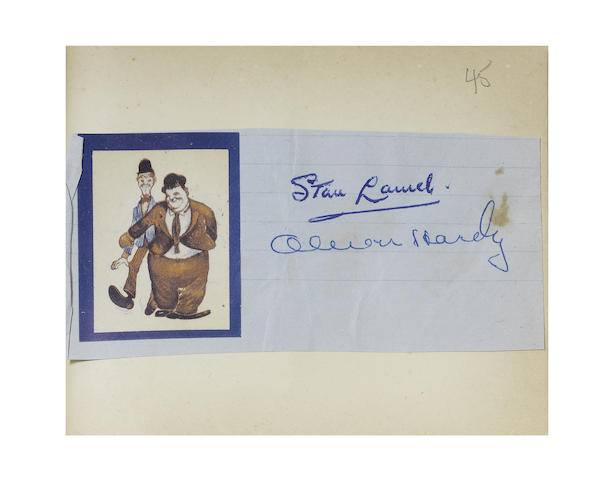 45
Stan Laurel.
Oliver Hardy